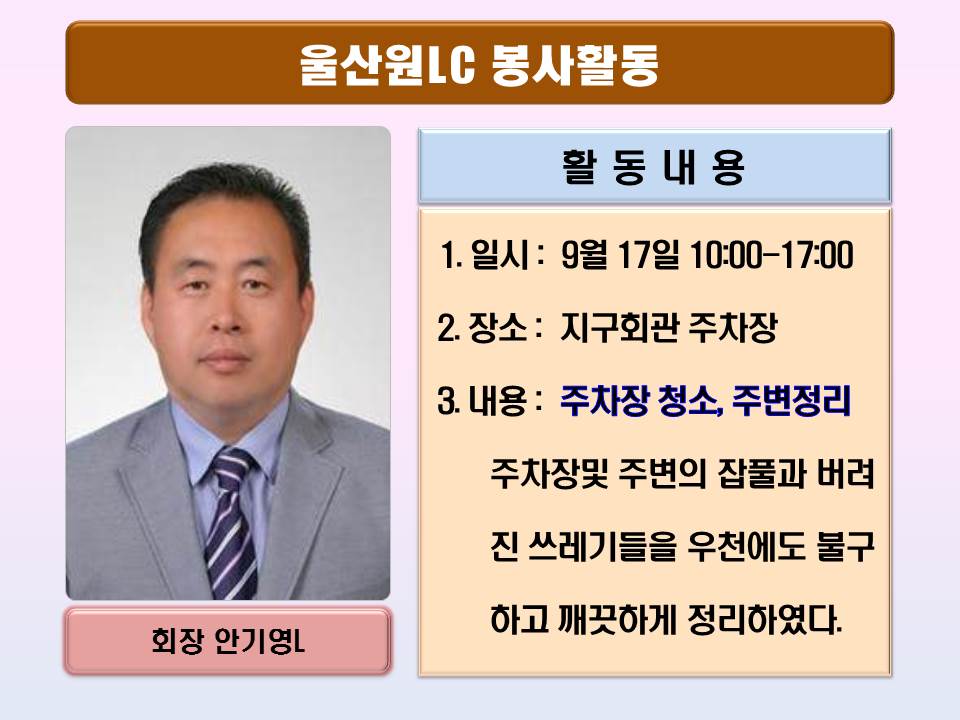 울산원LC 봉사활동
활 동 내 용
1. 일시 : 9월 17일 10:00-17:00
2. 장소 : 지구회관 주차장
3. 내용 : 주차장 청소, 주변정리
주차장및 주변의 잡풀과 버려
진 쓰레기들을 우천에도 불구
하고 깨끗하게 정리하였다.
회장 안기영L